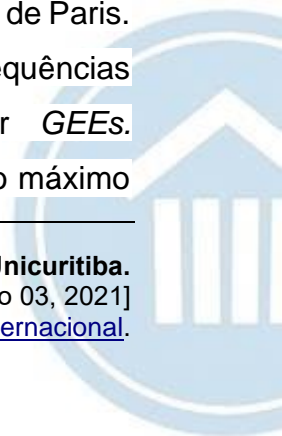 de Paris.
equências
r GEEs.
o máximo
Unicuritiba.
o 03, 2021]
ernacional.